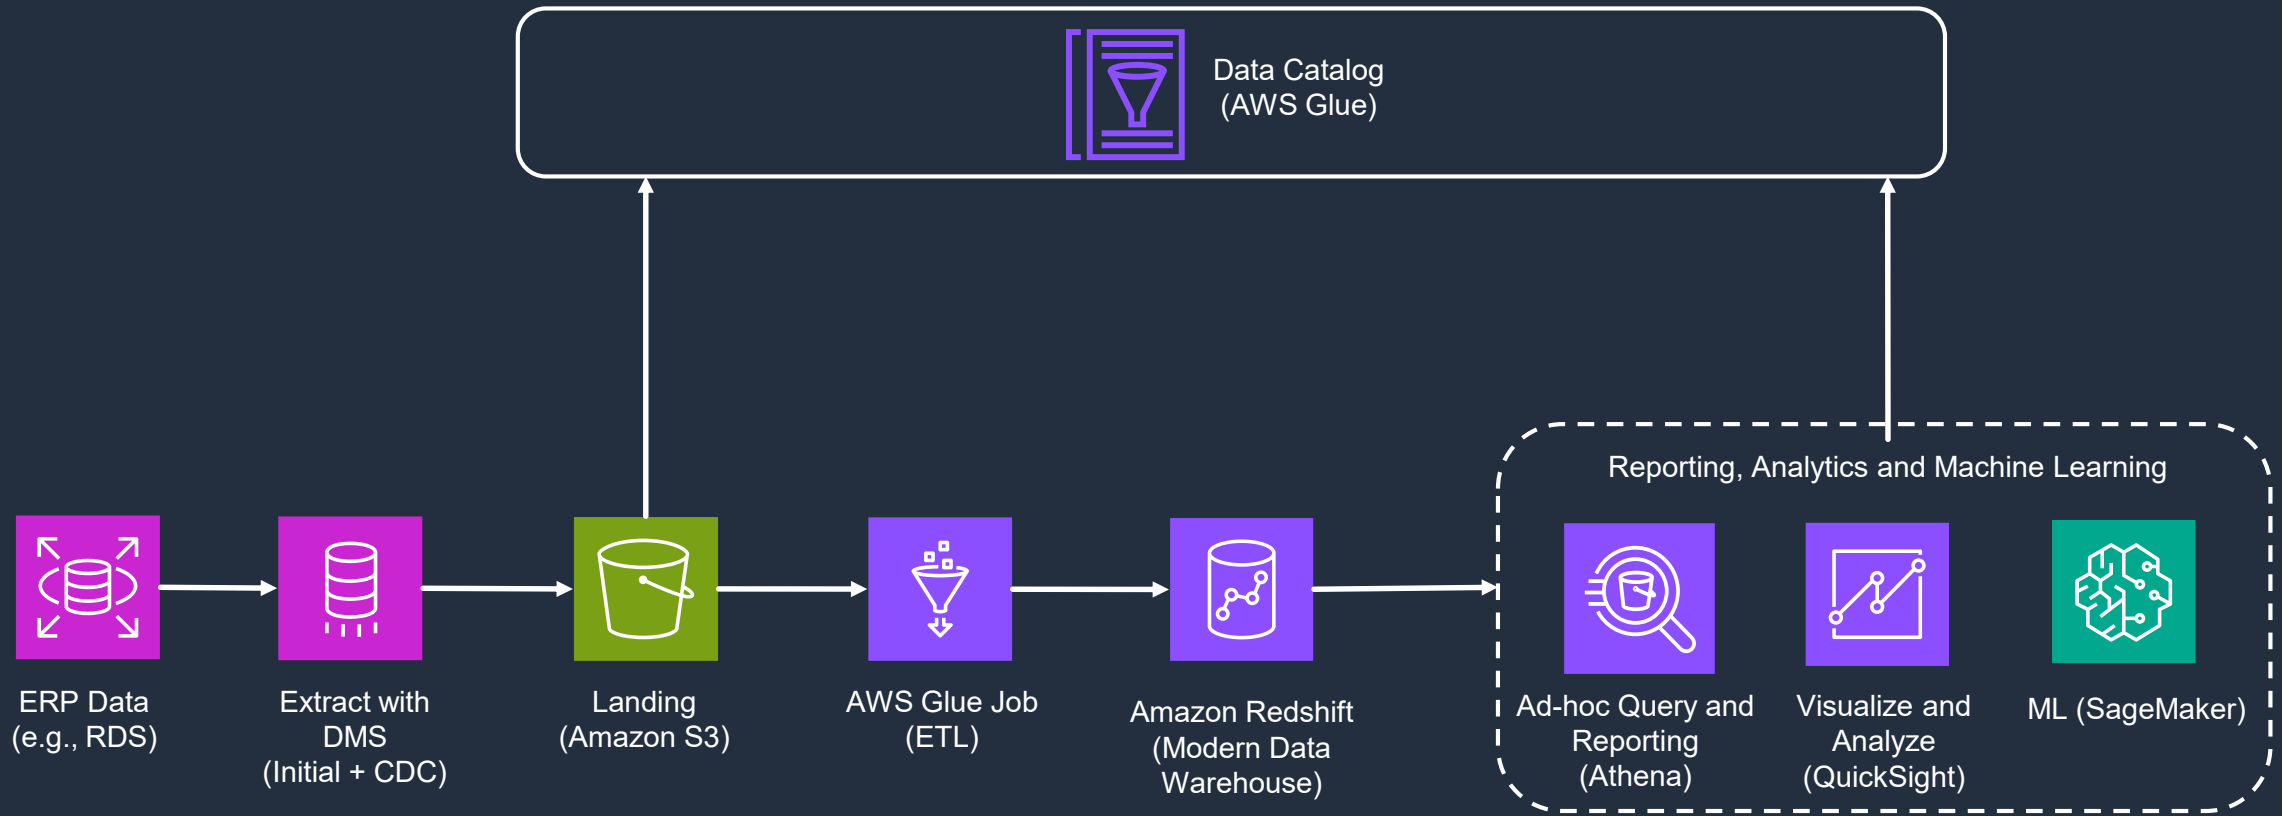 Data Catalog
(AWS Glue)
Reporting, Analytics and Machine Learning
ERP Data
(e.g., RDS)
Extract with
DMS
(Initial + CDC)
Landing
(Amazon S3)
AWS Glue Job
(ETL)
Amazon Redshift
(Modern Data
Warehouse)
Ad-hoc Query and
Reporting
(Athena)
Visualize and
Analyze
(QuickSight)
ML (SageMaker)